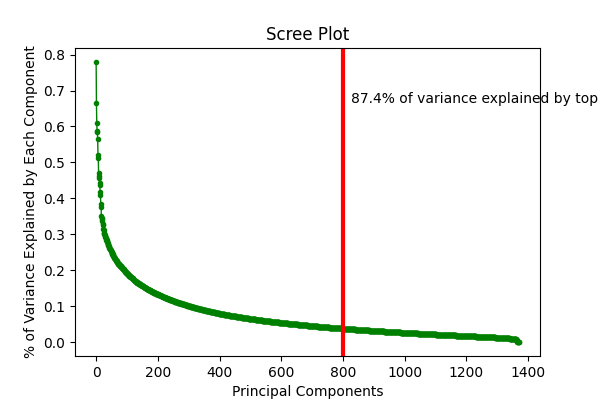 Scree Plot
% of Variance Explained by Each Component
0.8
0.7
0.6
0.5
0.4
0.3
0.2
0.1
0.0
87.4% of variance explained by top
0 200 400 600 800 1000 1200 1400
Principal Components